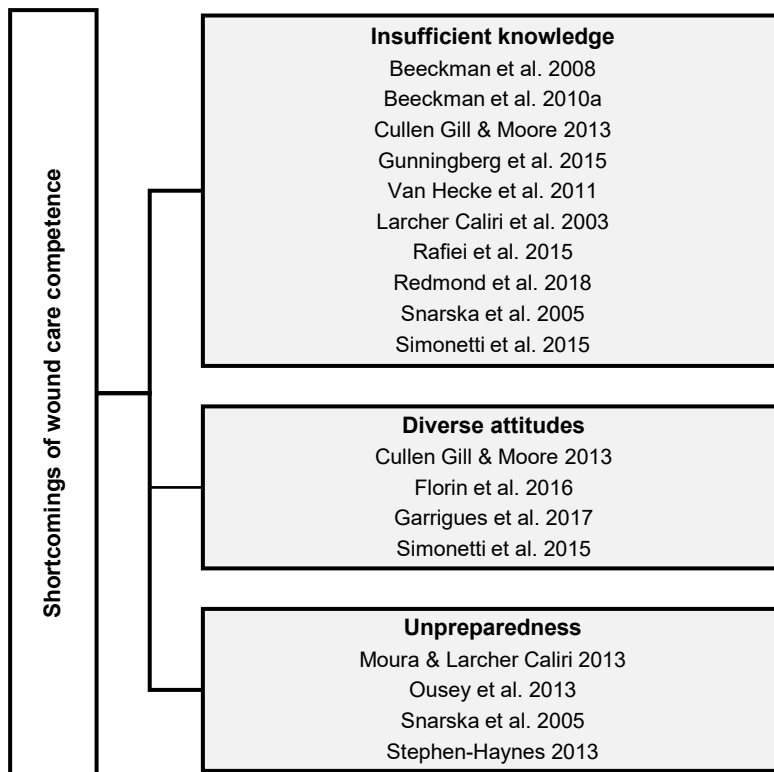 Shortcomings of wound care competence
Insufficient knowledge
Beeckman et al. 2008
Beeckman et al. 2010a
Cullen Gill & Moore 2013
Gunningberg et al. 2015
Van Hecke et al. 2011
Larcher Caliri et al. 2003
Rafiei et al. 2015
Redmond et al. 2018
Snarska et al. 2005
Simonetti et al. 2015
Diverse attitudes
Cullen Gill & Moore 2013
Florin et al. 2016
Garrigues et al. 2017
Simonetti et al. 2015
Unpreparedness
Moura & Larcher Caliri 2013
Ousey et al. 2013
Snarska et al. 2005
Stephen-Haynes 2013